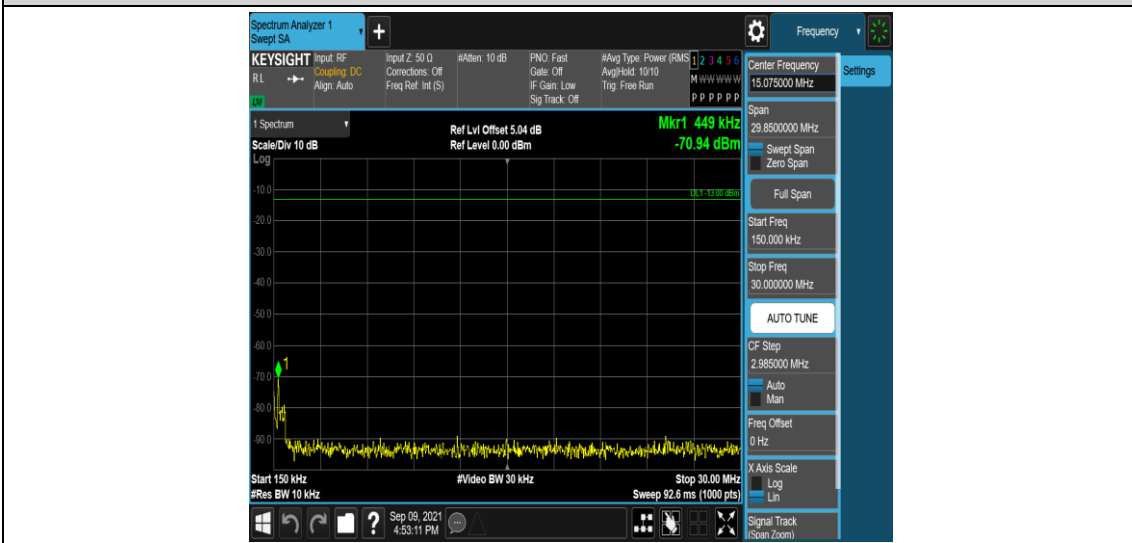 Spectrum Analyzer 1
Swept SA
+
Frequency
KEYSIGHT
RL
LNI
Input: RF
Coupling: DC
Align: Auto
Input Z: 50 Ω
Corrections: Off
Freq Ref: Int (S)
#Atten: 10 dB
PNO: Fast
Gate: Off
IF Gain: Low
Sig Track: Off
#Avg Type: Power (RMS
Avg|Hold: 10/10
Trig: Free Run
1 2 3 4 5 6
M W W W W W
P P P P P P
Center Frequency
15.075000 MHz
Settings
Span
29.8500000 MHz
Swept Span
Zero Span
Full Span
Start Freq
150.000 kHz
Stop Freq
30.000000 MHz
AUTO TUNE
CF Step
2.985000 MHz
Auto
Man
Freq Offset
0 Hz
X Axis Scale
Log
Lin
Signal Track
(Span Zoom)
1 Spectrum
Scale/Div 10 dB
Log
Ref Lvl Offset 5.04 dB
Ref Level 0.00 dBm
Mkr1 449 kHz
-70.94 dBm
DL1 -13.00 dBm
-10.0
-20.0
-30.0
-40.0
-50.0
-60.0
-70.0
-80.0
-90.0
1
Start 150 kHz
#Res BW 10 kHz
#Video BW 30 kHz
Stop 30.00 MHz
Sweep 92.6 ms (1000 pts)
?
Sep 09, 2021
4:53:11 PM